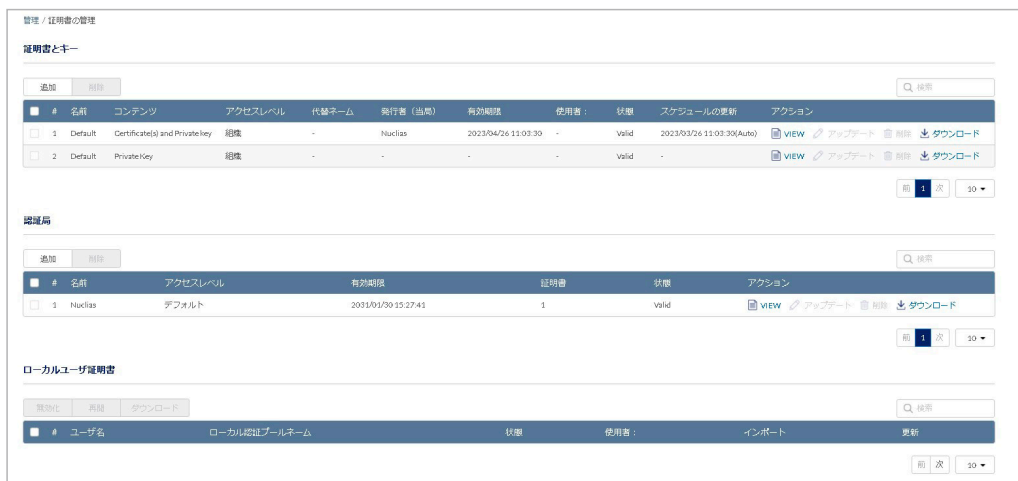 管理 / 証明書の管理
証明書とキー
追加 削除 検索
# 名前 コンテンツ アクセスレベル 代替ネーム 発行者（当局） 有効期限 使用者： 状態 スケジュールの更新 アクション
1 Default Certificate(s) and Private key 組織 - Nuclias 2023/04/26 11:03:30 - Valid 2023/03/26 11:03:30(Auto) VIEW アップデート 削除 ダウンロード
2 Default Private Key 組織 - - - - Valid - VIEW アップデート 削除 ダウンロード
前 1 次 10
認証局
追加 削除 検索
# 名前 アクセスレベル 有効期限 証明書 状態 アクション
1 Nuclias デフォルト 2031/01/30 15:27:41 1 Valid VIEW アップデート 削除 ダウンロード
前 1 次 10
ローカルユーザ証明書
無効化 再開 ダウンロード 検索
# ユーザ名 ローカル認証プールネーム 状態 使用者： インポート 更新
前 次 10